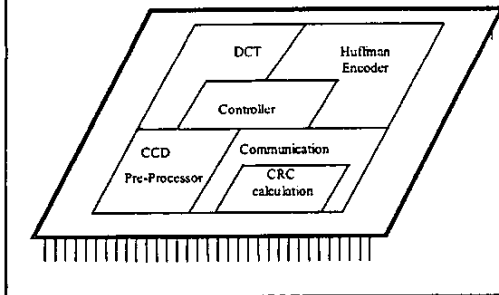 DCT
Huffman
Encoder
Controller
CCD
Pre-Processor
Communication
CRC
calculation